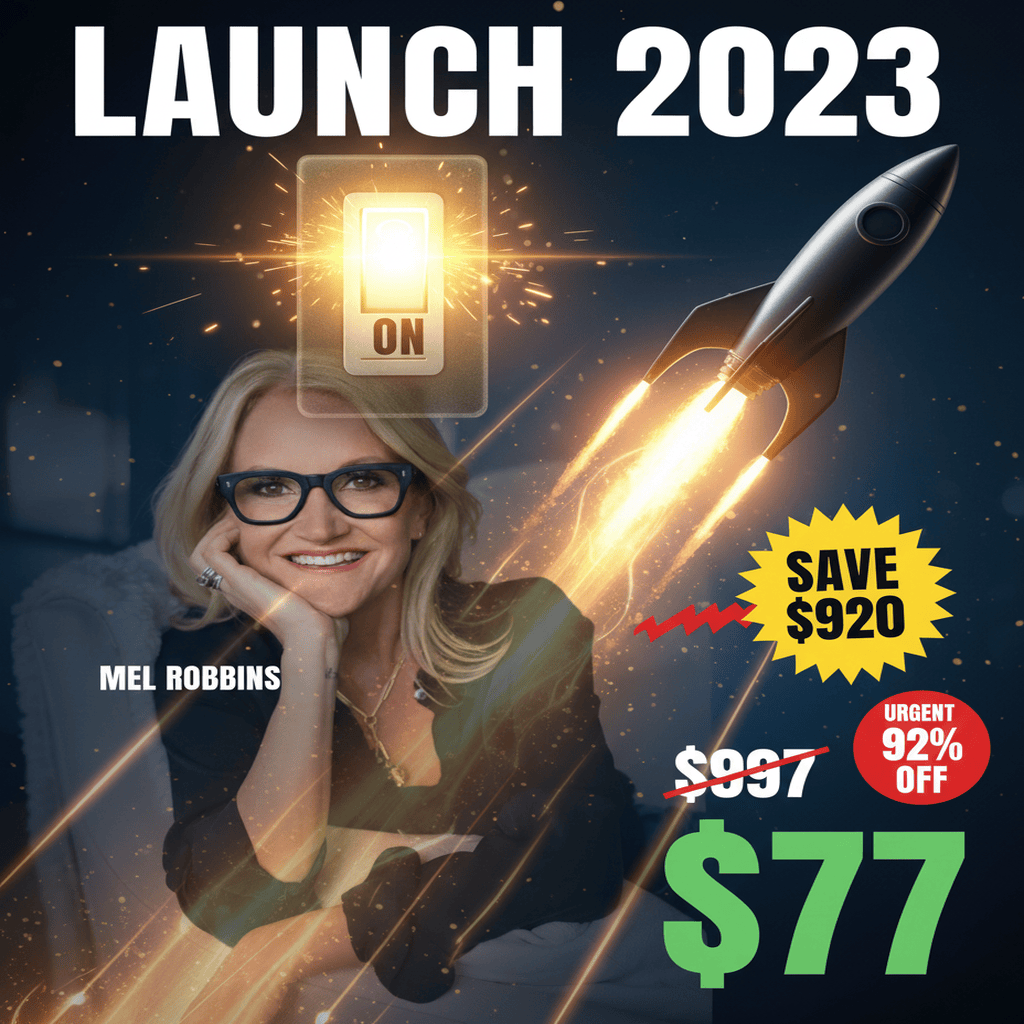 LAUNCH 2023
ON
SAVE
$920
MEL ROBBINS
URGENT
92%
OFF
$997
$77